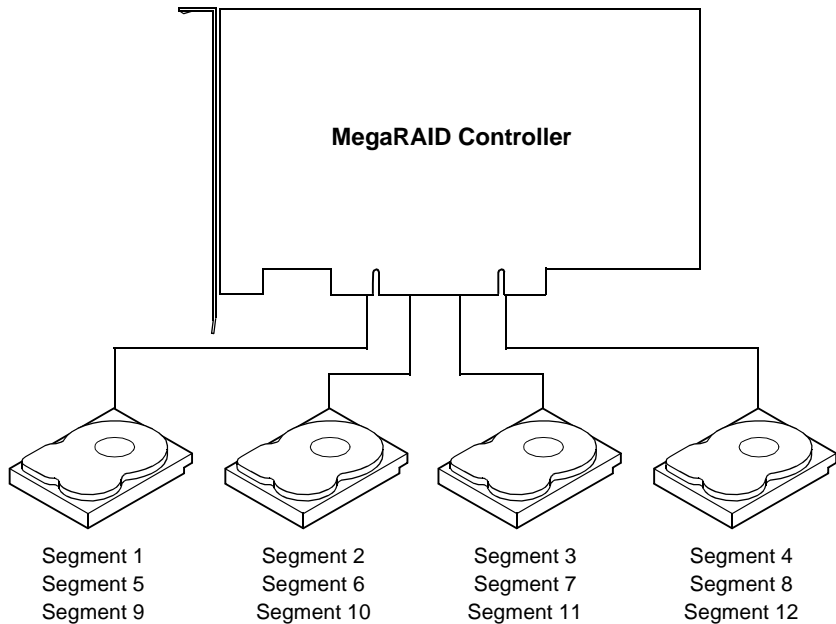 MegaRAID Controller
Segment 1
Segment 5
Segment 9
Segment 2
Segment 6
Segment 10
Segment 3
Segment 7
Segment 11
Segment 4
Segment 8
Segment 12